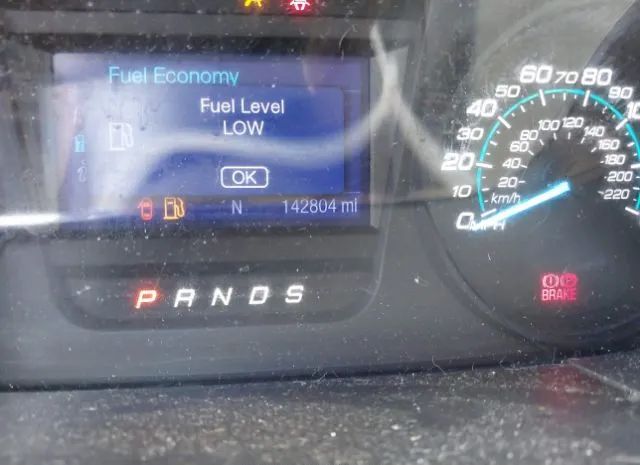 Fuel Economy
Fuel Level
LOW
OK
N 142804 mi
P R N D S
0 10 20 30 40 50 60 70 80 90
20 40 60 80 100 120 140 160 180 200 220
km/h
MPH
BRAKE